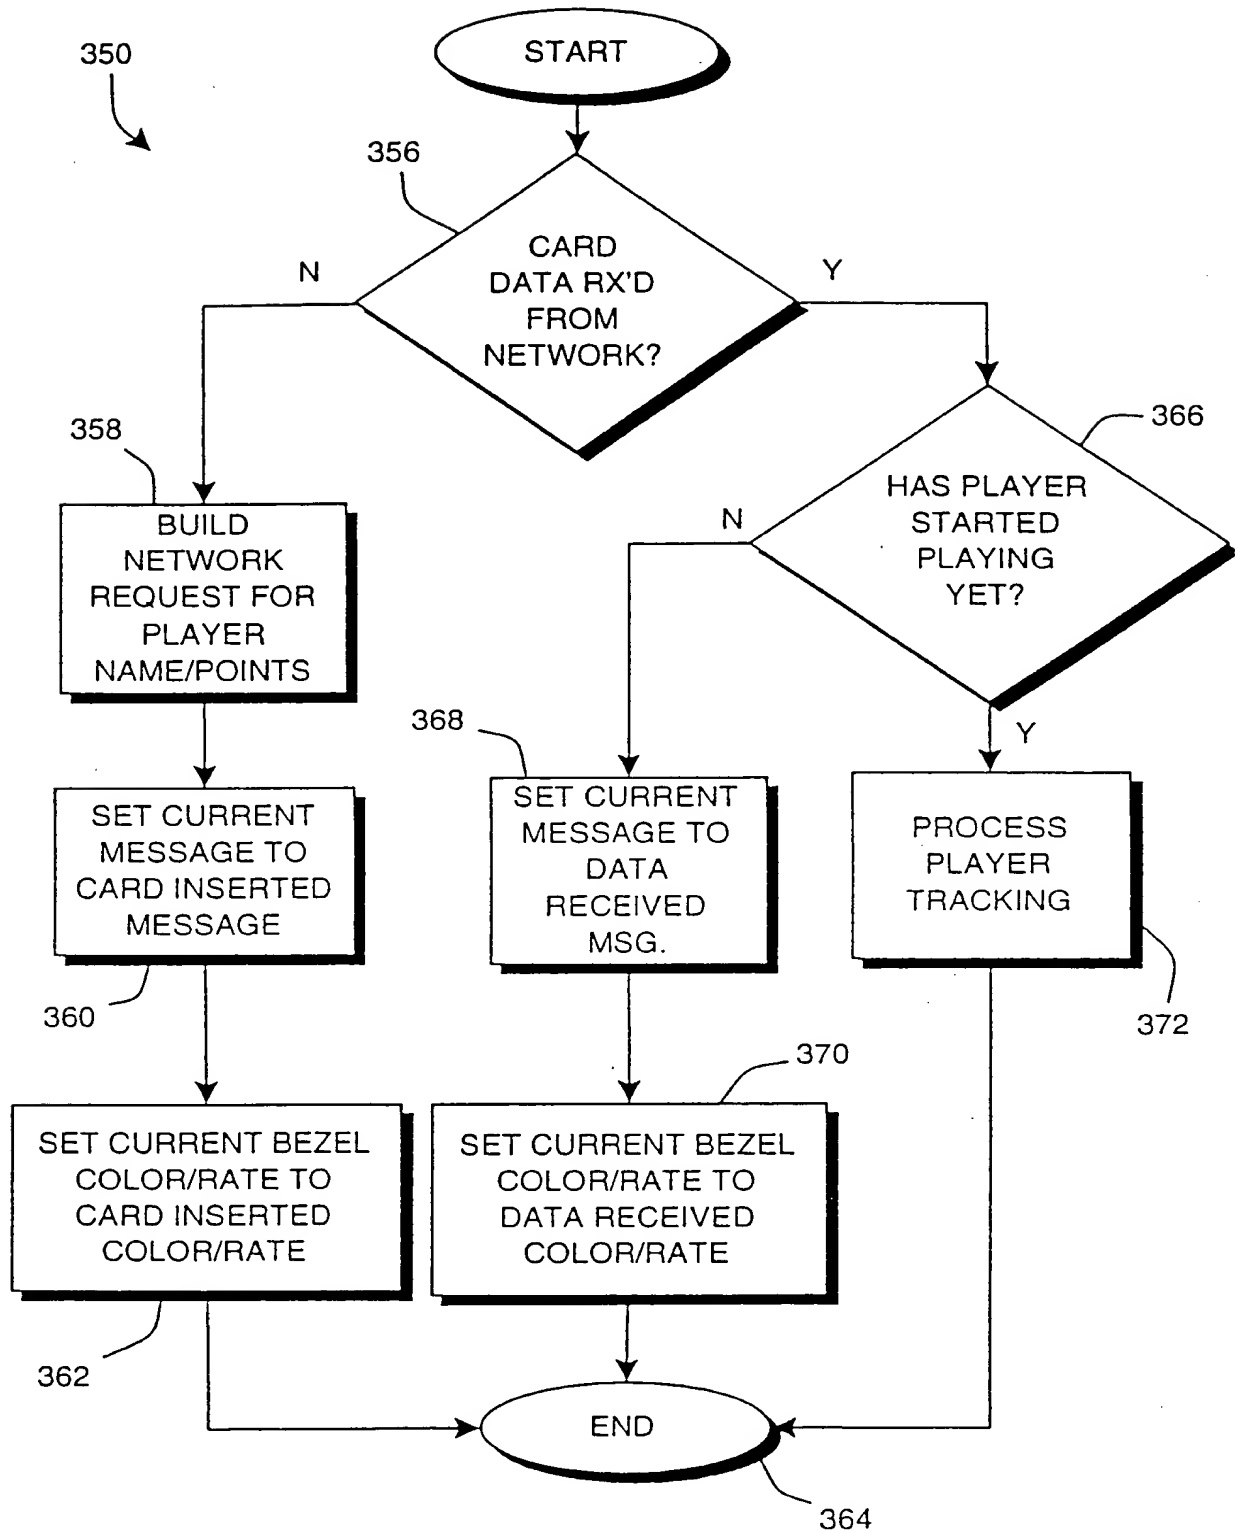 350
START
356
CARD
DATA RX'D
FROM
NETWORK?
N
Y
358
BUILD
NETWORK
REQUEST FOR
PLAYER
NAME/POINTS
366
HAS PLAYER
STARTED
PLAYING
YET?
N
Y
368
SET CURRENT
MESSAGE TO
CARD INSERTED
MESSAGE
360
SET CURRENT
MESSAGE TO
DATA
RECEIVED
MSG.
PROCESS
PLAYER
TRACKING
372
370
SET CURRENT BEZEL
COLOR/RATE TO
CARD INSERTED
COLOR/RATE
362
SET CURRENT BEZEL
COLOR/RATE TO
DATA RECEIVED
COLOR/RATE
END
364